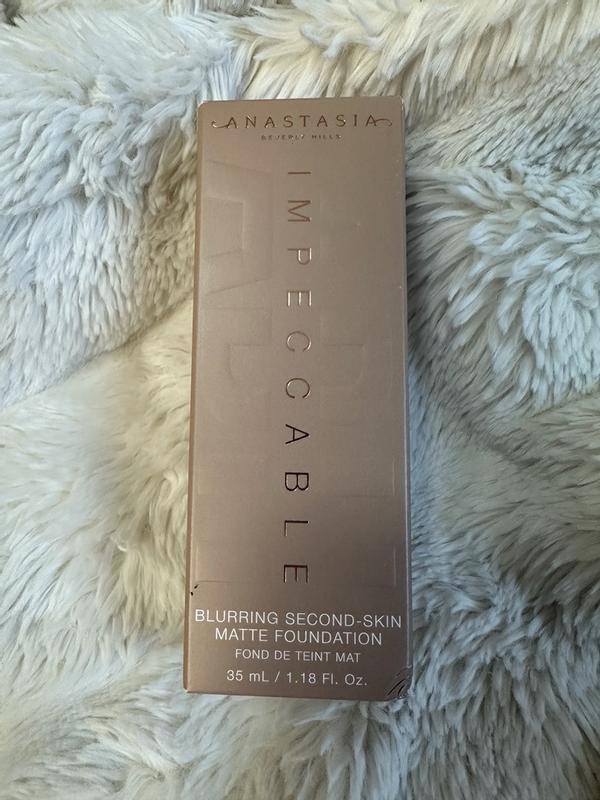 ANASTASIA
BEVERLY HILLS
IMPECCABLE
BLURRING SECOND-SKIN
MATTE FOUNDATION
FOND DE TEINT MAT
35 mL / 1.18 Fl. Oz.